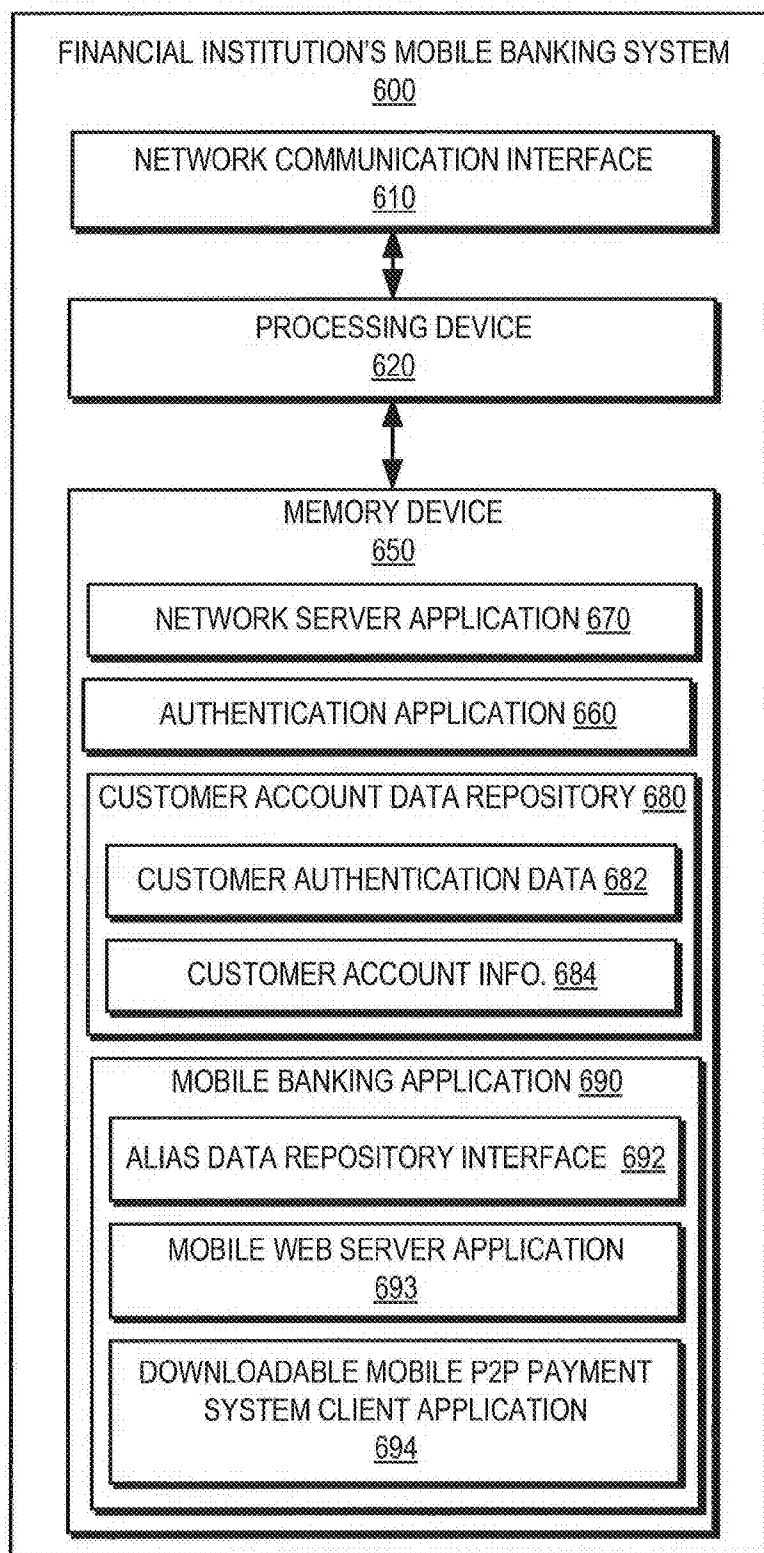 FINANCIAL INSTITUTION'S MOBILE BANKING SYSTEM
600
NETWORK COMMUNICATION INTERFACE
610
PROCESSING DEVICE
620
MEMORY DEVICE
650
NETWORK SERVER APPLICATION 670
AUTHENTICATION APPLICATION 660
CUSTOMER ACCOUNT DATA REPOSITORY 680
CUSTOMER AUTHENTICATION DATA 682
CUSTOMER ACCOUNT INFO. 684
MOBILE BANKING APPLICATION 690
ALIAS DATA REPOSITORY INTERFACE 692
MOBILE WEB SERVER APPLICATION
693
DOWNLOADABLE MOBILE P2P PAYMENT
SYSTEM CLIENT APPLICATION
694